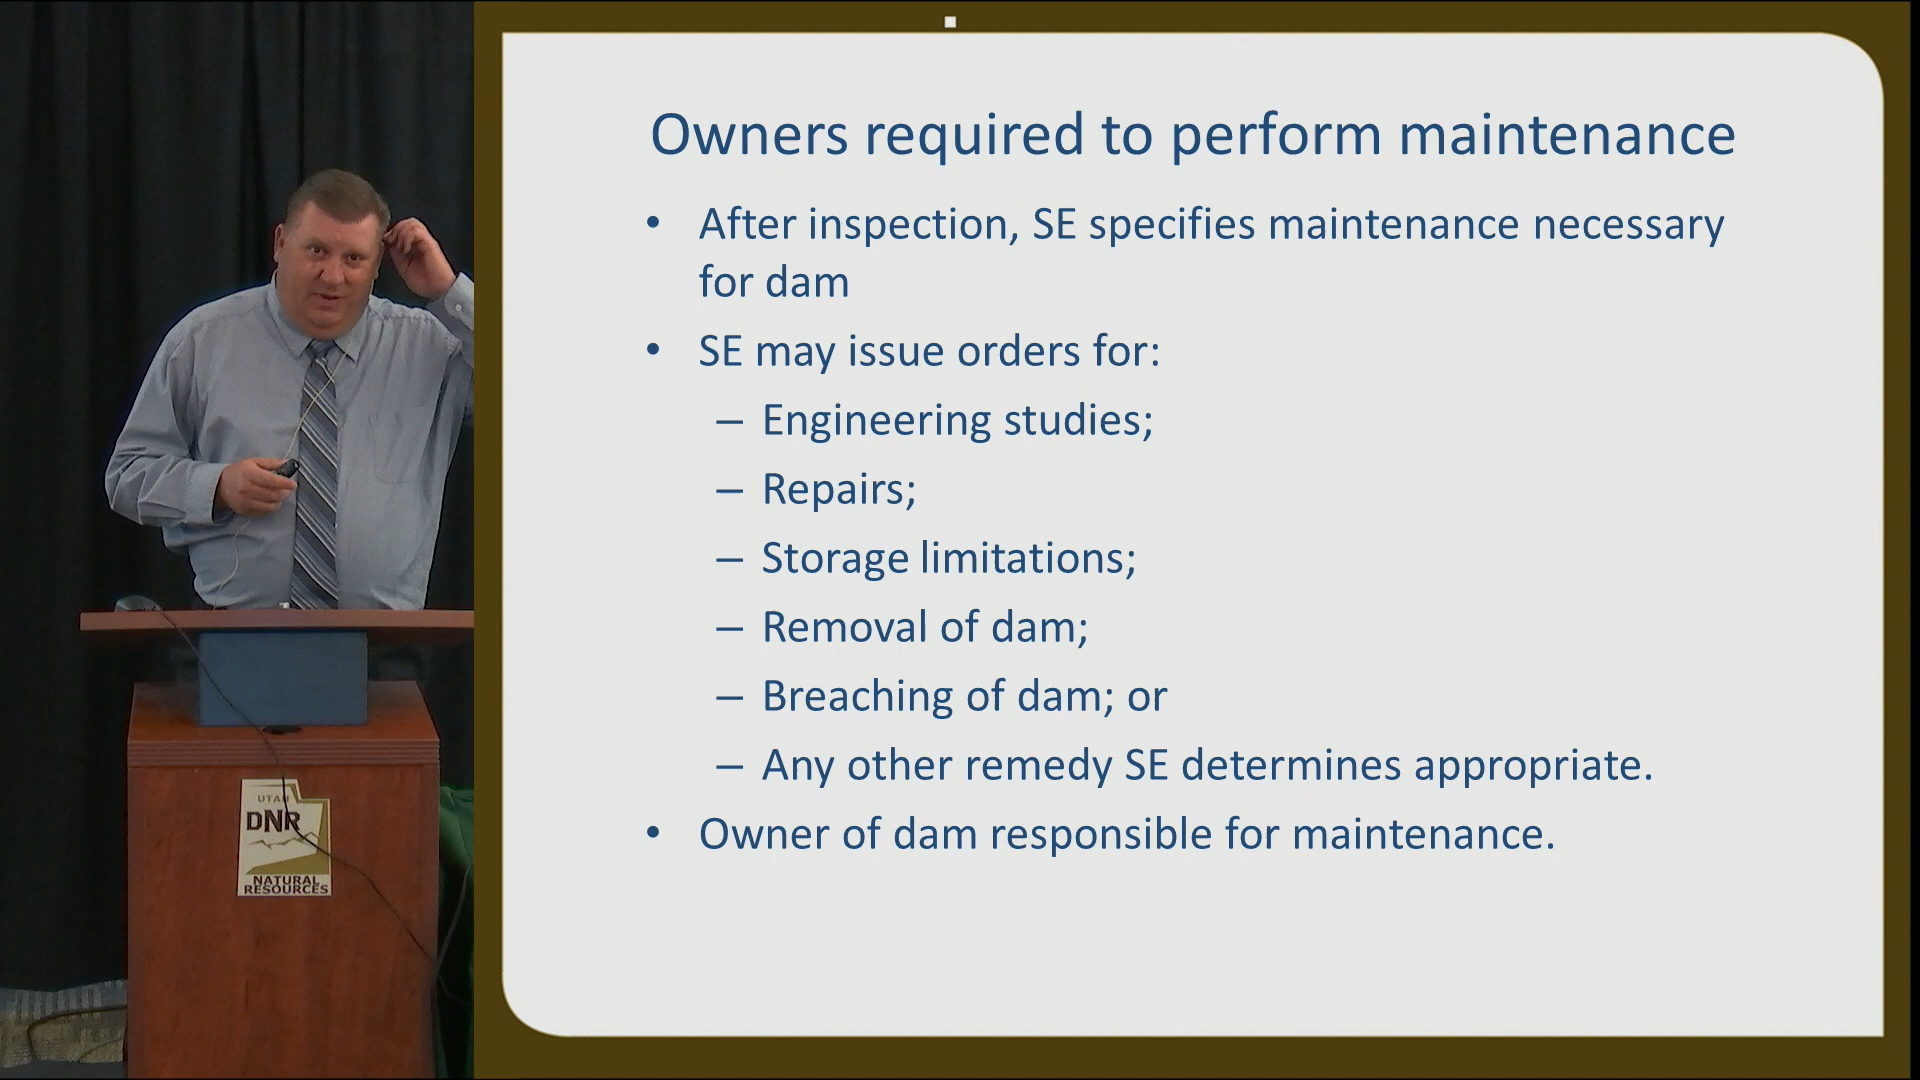 Owners required to perform maintenance
• After inspection, SE specifies maintenance necessary
for dam
• SE may issue orders for:
– Engineering studies;
– Repairs;
– Storage limitations;
– Removal of dam;
– Breaching of dam; or
– Any other remedy SE determines appropriate.
• Owner of dam responsible for maintenance.
UTAH
DNR
NATURAL
RESOURCES